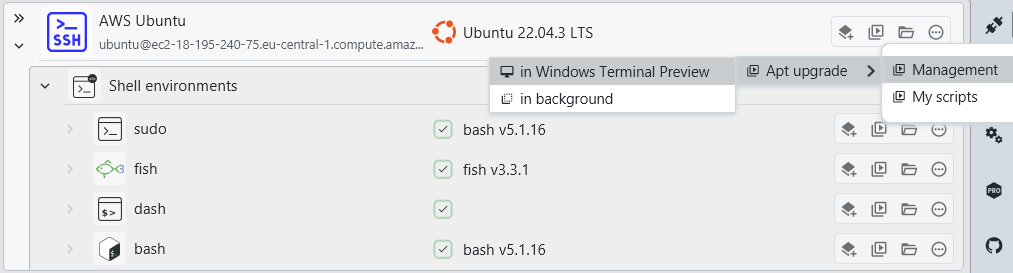 AWS Ubuntu
ubuntu@ec2-18-195-240-75.eu-central-1.compute.amaz...
SSH
Ubuntu 22.04.3 LTS
in Windows Terminal Preview
in background
Apt upgrade
Management
My scripts
Shell environments
sudo
bash v5.1.16
fish
fish v3.3.1
dash
bash
bash v5.1.16
PRO